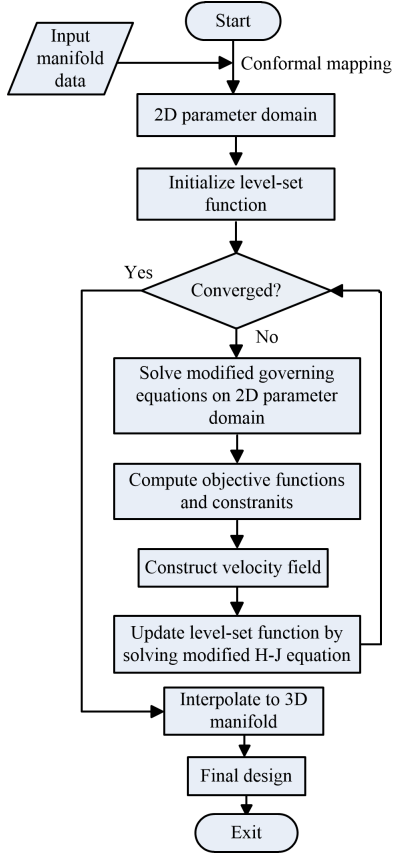 Start
Input
manifold
data
Conformal mapping
2D parameter domain
Initialize level-set
function
Yes
Converged?
No
Solve modified governing
equations on 2D parameter
domain
Compute objective functions
and constranits
Construct velocity field
Update level-set function by
solving modified H-J equation
Interpolate to 3D
manifold
Final design
Exit